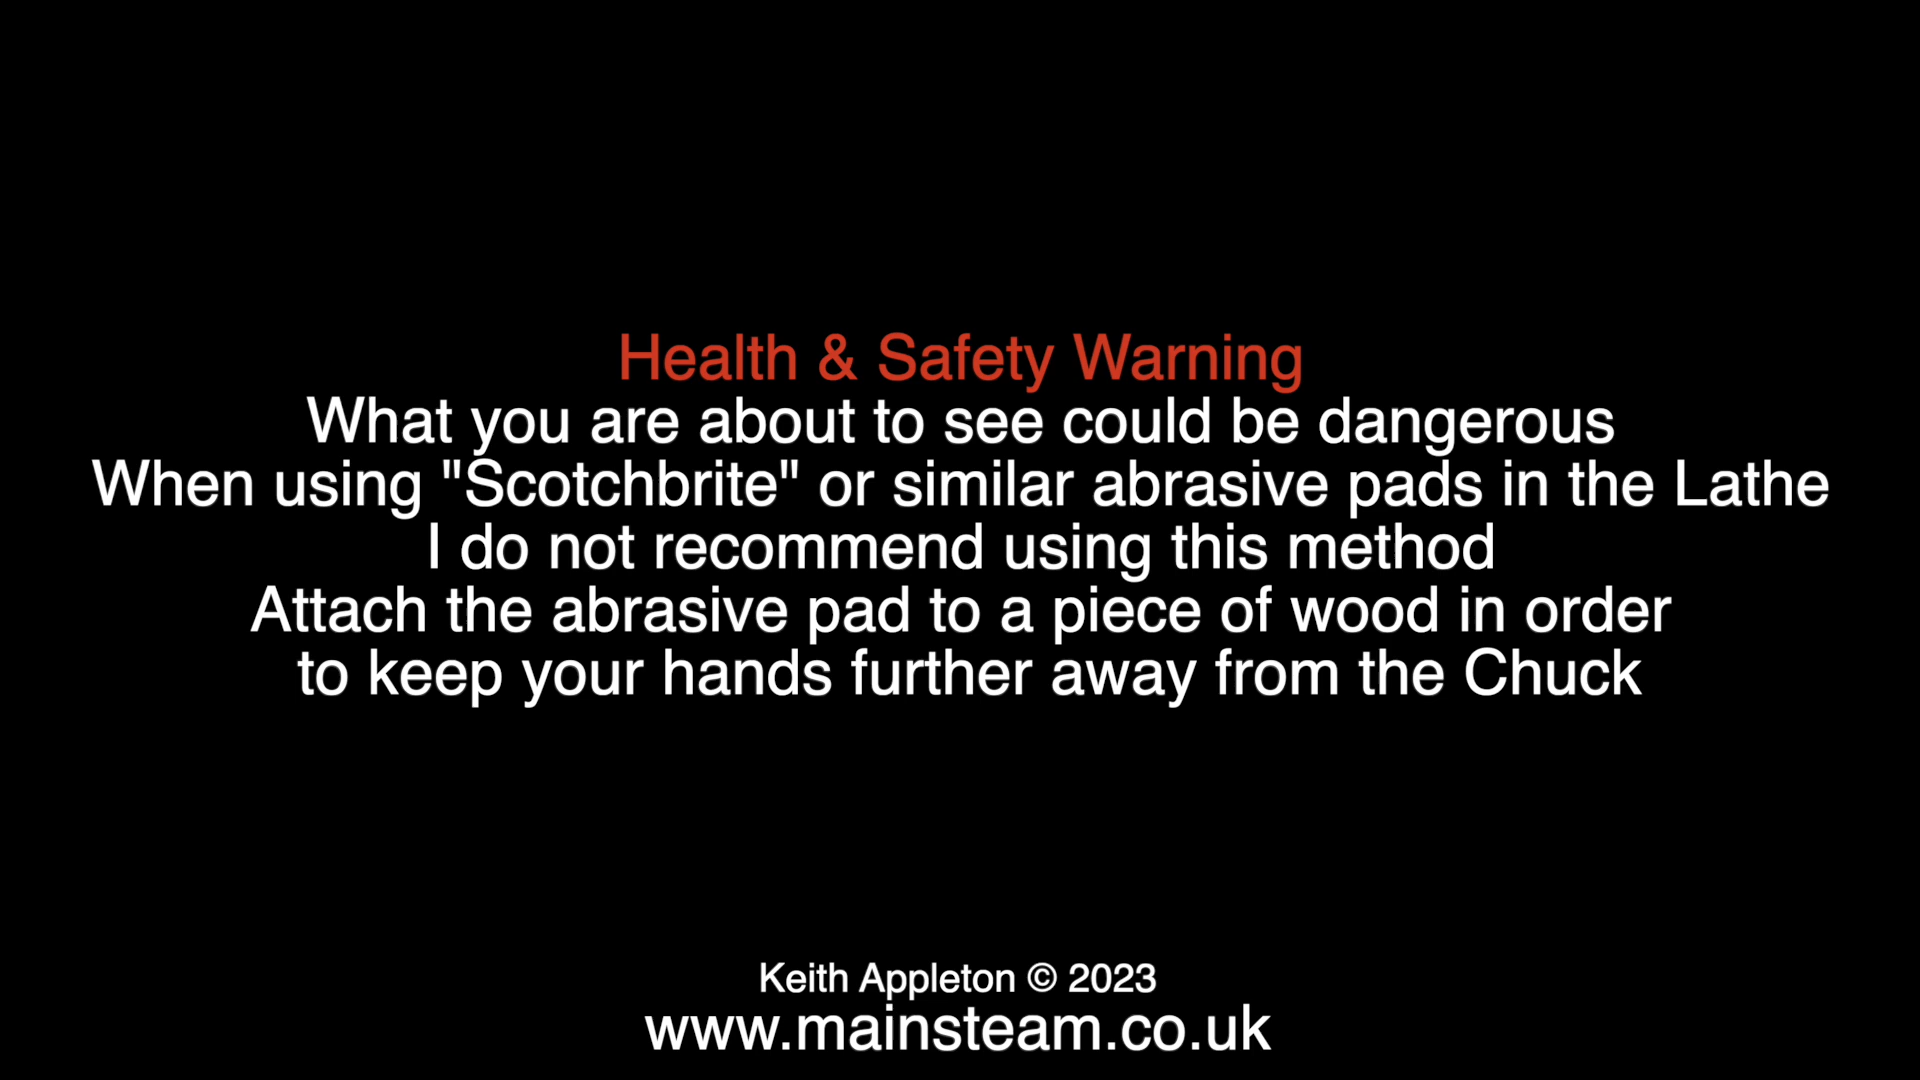 Health & Safety Warning
What you are about to see could be dangerous
When using "Scotchbrite" or similar abrasive pads in the Lathe
I do not recommend using this method
Attach the abrasive pad to a piece of wood in order
to keep your hands further away from the Chuck
Keith Appleton © 2023
www.mainsteam.co.uk